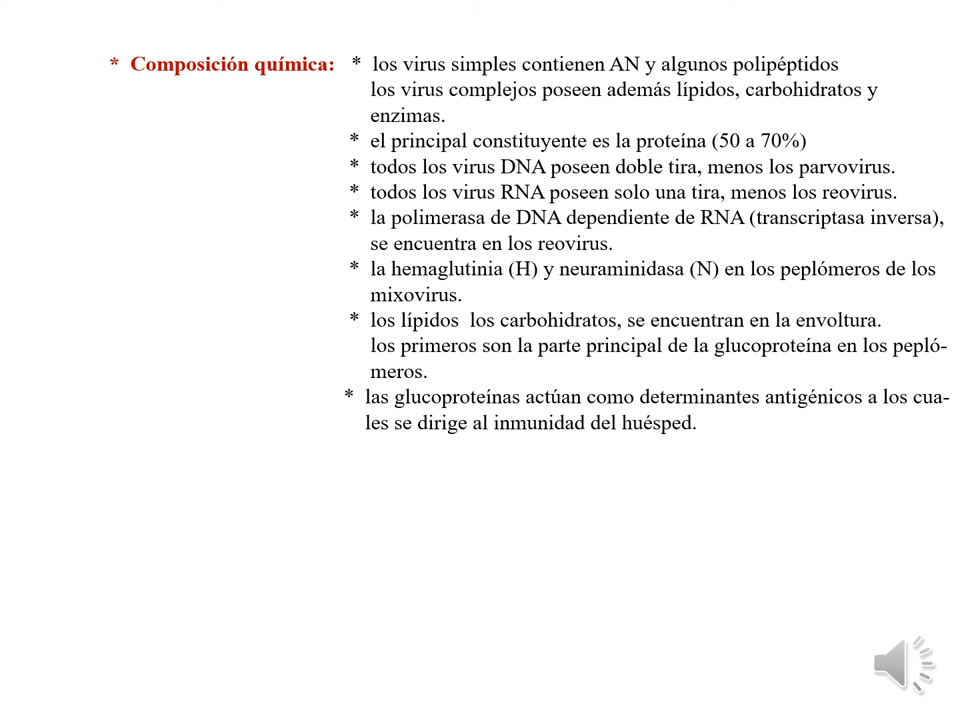 * Composición química: * los virus simples contienen AN y algunos polipéptidos
los virus complejos poseen además lípidos, carbohidratos y
enzimas.
* el principal constituyente es la proteína (50 a 70%)
* todos los virus DNA poseen doble tira, menos los parvovirus.
* todos los virus RNA poseen solo una tira, menos los reovirus.
* la polimerasa de DNA dependiente de RNA (transcriptasa inversa),
se encuentra en los reovirus.
* la hemaglutinia (H) y neuraminidasa (N) en los peplómeros de los
mixovirus.
* los lípidos los carbohidratos, se encuentran en la envoltura.
los primeros son la parte principal de la glucoproteína en los pepló-
meros.
* las glucoproteínas actúan como determinantes antigénicos a los cua-
les se dirige al inmunidad del huésped.